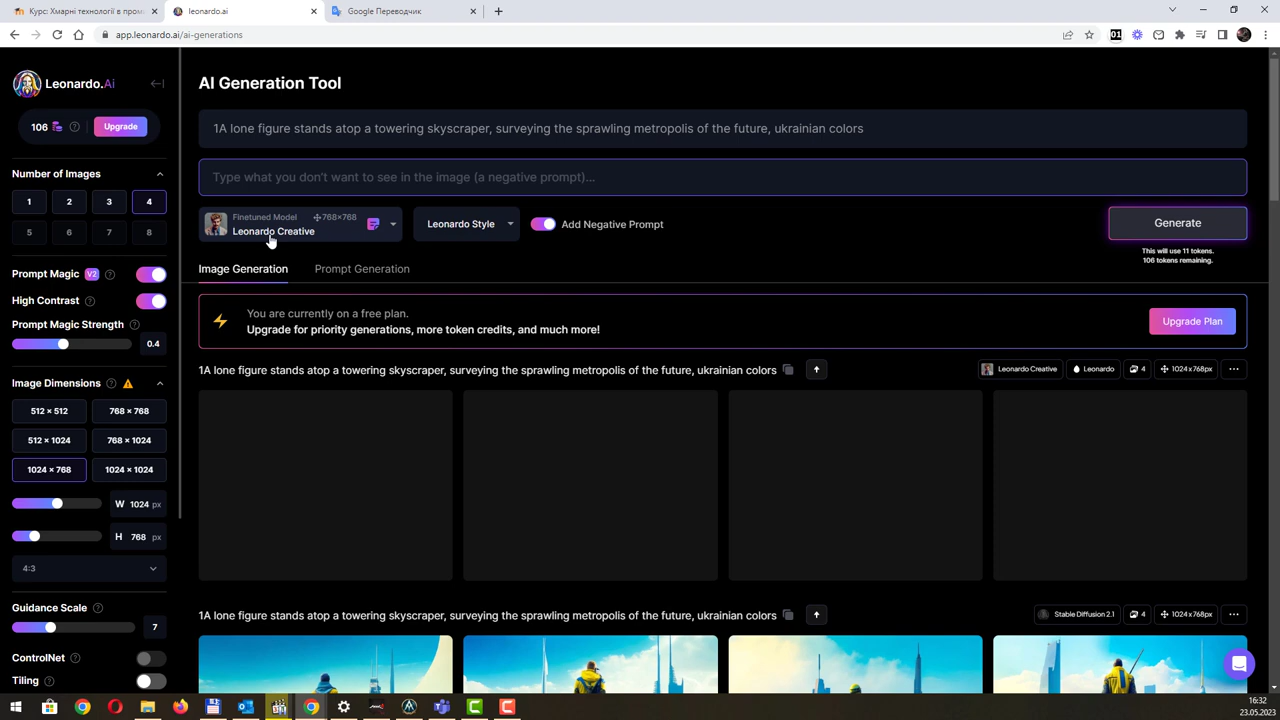 Курс: Хмарні технології в пром
leonardo.ai
Google Переводчик
app.leonardo.ai/ai-generations
01
Leonardo.Ai
106
Upgrade
Number of Images
1
2
3
4
5
6
7
8
Prompt Magic
V2
High Contrast
Prompt Magic Strength
0.4
Image Dimensions
512 × 512
768 × 768
512 × 1024
768 × 1024
1024 × 768
1024 × 1024
W 1024 px
H 768 px
4:3
Guidance Scale
7
ControlNet
Tiling
AI Generation Tool
1A lone figure stands atop a towering skyscraper, surveying the sprawling metropolis of the future, ukrainian colors
Type what you don't want to see in the image (a negative prompt)...
Finetuned Model
768×768
Leonardo Creative
Leonardo Style
Add Negative Prompt
Generate
This will use 11 tokens.
106 tokens remaining.
Image Generation
Prompt Generation
You are currently on a free plan.
Upgrade for priority generations, more token credits, and much more!
Upgrade Plan
1A lone figure stands atop a towering skyscraper, surveying the sprawling metropolis of the future, ukrainian colors
Leonardo Creative
Leonardo
4
1024x768px
1A lone figure stands atop a towering skyscraper, surveying the sprawling metropolis of the future, ukrainian colors
Stable Diffusion 2.1
4
1024x768px
16:32
23.05.2023